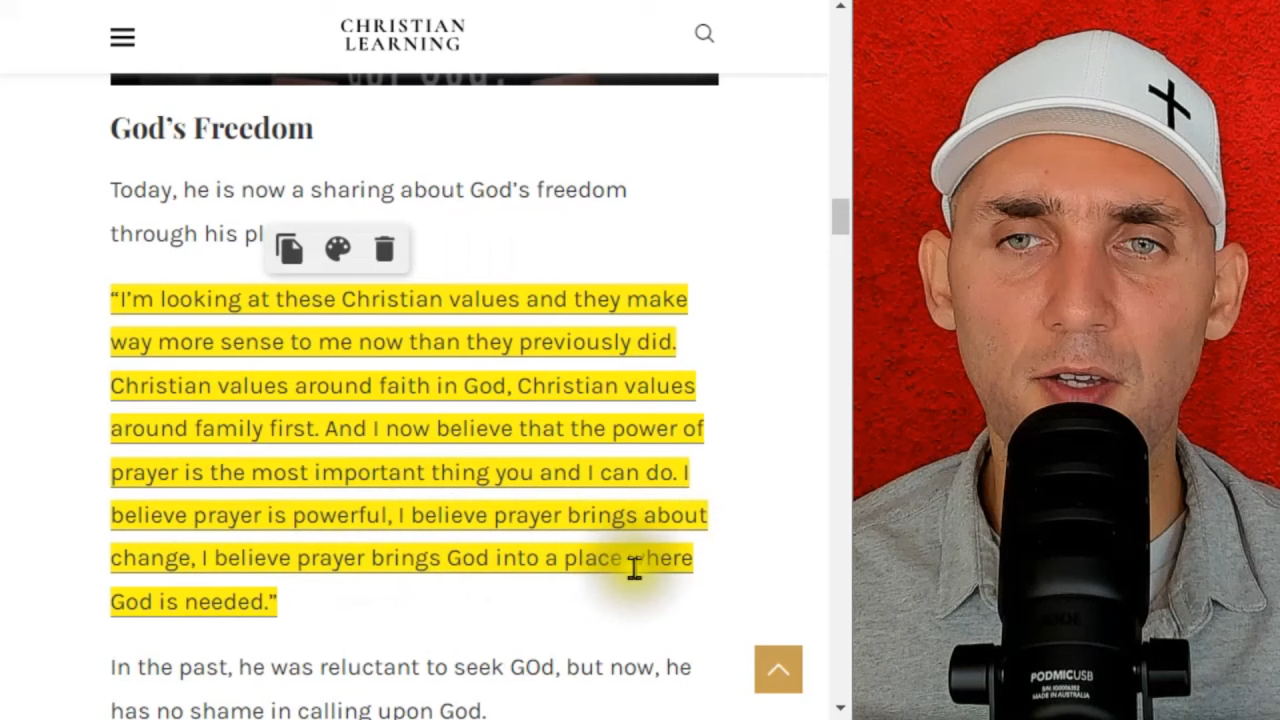 CHRISTIAN
LEARNING
God’s Freedom
Today, he is now a sharing about God’s freedom
through his pl
“I’m looking at these Christian values and they make
way more sense to me now than they previously did.
Christian values around faith in God, Christian values
around family first. And I now believe that the power of
prayer is the most important thing you and I can do. I
believe prayer is powerful, I believe prayer brings about
change, I believe prayer brings God into a place where
God is needed.”
In the past, he was reluctant to seek GOd, but now, he
has no shame in calling upon God.
PODMICUSB
MADE IN AUSTRALIA